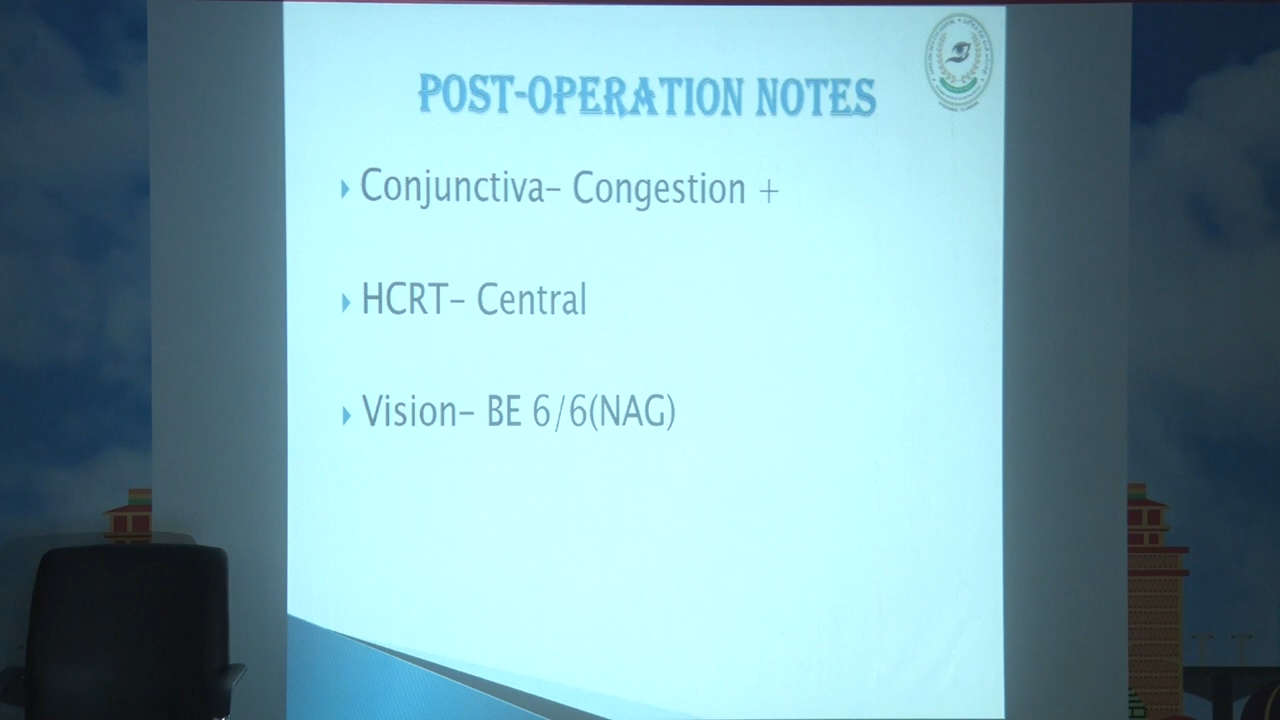 POST-OPERATION NOTES
Conjunctiva– Congestion +
HCRT– Central
Vision– BE 6/6(NAG)